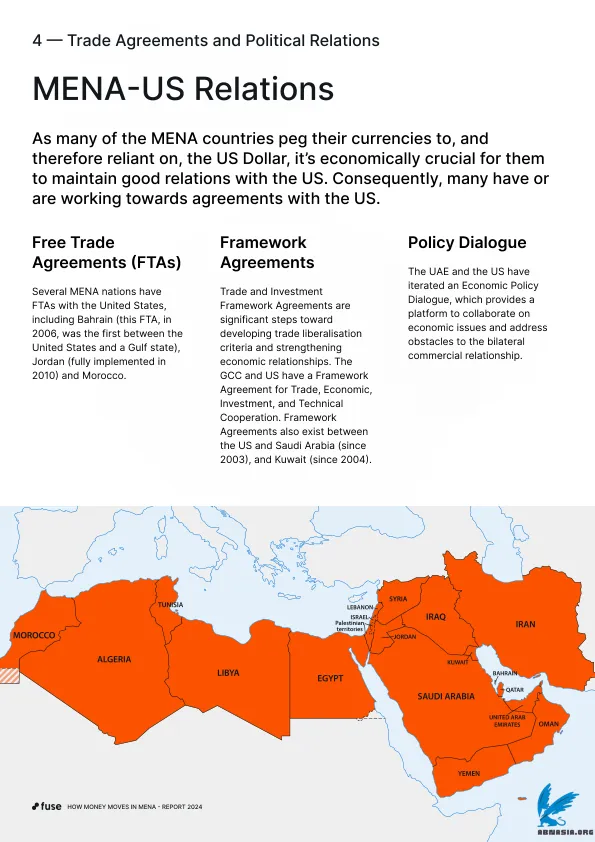 4 — Trade Agreements and Political Relations
MENA-US Relations
As many of the MENA countries peg their currencies to, and
therefore reliant on, the US Dollar, it’s economically crucial for them
to maintain good relations with the US. Consequently, many have or
are working towards agreements with the US.
Free Trade
Agreements (FTAs)
Several MENA nations have
FTAs with the United States,
including Bahrain (this FTA, in
2006, was the first between the
United States and a Gulf state),
Jordan (fully implemented in
2010) and Morocco.
Framework
Agreements
Trade and Investment
Framework Agreements are
significant steps toward
developing trade liberalisation
criteria and strengthening
economic relationships. The
GCC and US have a Framework
Agreement for Trade, Economic,
Investment, and Technical
Cooperation. Framework
Agreements also exist between
the US and Saudi Arabia (since
2003), and Kuwait (since 2004).
Policy Dialogue
The UAE and the US have
iterated an Economic Policy
Dialogue, which provides a
platform to collaborate on
economic issues and address
obstacles to the bilateral
commercial relationship.
MOROCCO
ALGERIA
TUNISIA
LIBYA
EGYPT
LEBANON
ISRAEL
Palestinian
territories
SYRIA
JORDAN
IRAQ
IRAN
KUWAIT
BAHRAIN
QATAR
SAUDI ARABIA
UNITED ARAB
EMIRATES
OMAN
YEMEN
fuse HOW MONEY MOVES IN MENA - REPORT 2024
ABNASIA.ORG